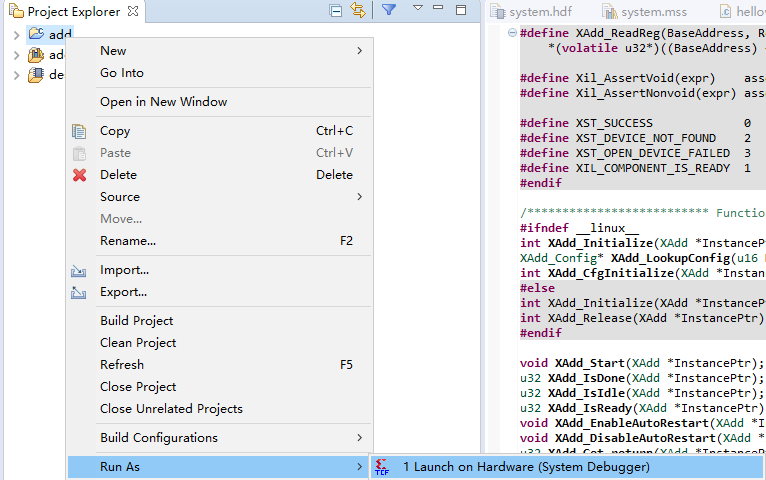 Project Explorer
add
ad
de
New
Go Into
Open in New Window
Copy Ctrl+C
Paste Ctrl+V
Delete Delete
Source
Move...
Rename... F2
Import...
Export...
Build Project
Clean Project
Refresh F5
Close Project
Close Unrelated Projects
Build Configurations
Run As
TCF 1 Launch on Hardware (System Debugger)
system.hdf system.mss hellow
#define XAdd_ReadReg(BaseAddress, Re
*(volatile u32*)((BaseAddress)
#define Xil_AssertVoid(expr) asse
#define Xil_AssertNonvoid(expr) asse
#define XST_SUCCESS 0
#define XST_DEVICE_NOT_FOUND 2
#define XST_OPEN_DEVICE_FAILED 3
#define XIL_COMPONENT_IS_READY 1
#endif
/************************** Functio
#ifndef __linux__
int XAdd_Initialize(XAdd *InstancePt
XAdd_Config* XAdd_LookupConfig(u16
int XAdd_CfgInitialize(XAdd *Instan
#else
int XAdd_Initialize(XAdd *InstancePt
int XAdd_Release(XAdd *InstancePtr)
#endif
void XAdd_Start(XAdd *InstancePtr);
u32 XAdd_IsDone(XAdd *InstancePtr);
u32 XAdd_IsIdle(XAdd *InstancePtr);
u32 XAdd_IsReady(XAdd *InstancePtr)
void XAdd_EnableAutoRestart(XAdd *I
void XAdd_DisableAutoRestart(XAdd *
u32 XAdd_Get_return(XAdd *InstanceP